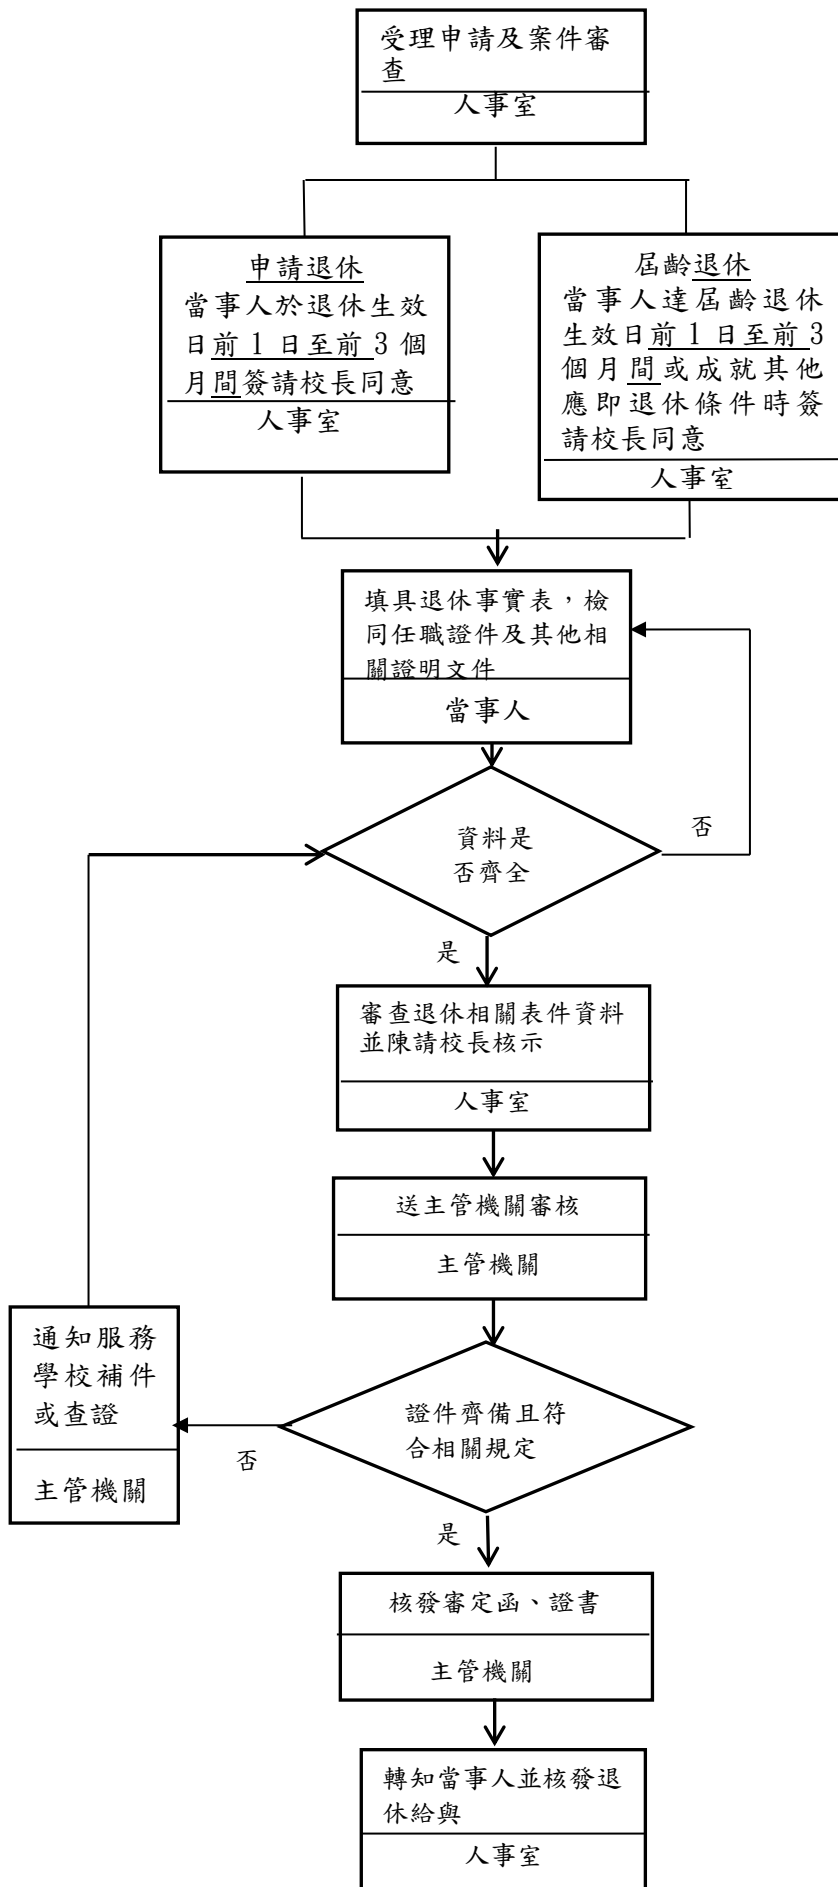 受理申請及案件審
查
人事室
申請退休
當事人於退休生效
日前 1 日至前 3 個
月間簽請校長同意
人事室
屆齡退休
當事人達屆齡退休
生效日前 1 日至前 3
個月間或成就其他
應即退休條件時簽
請校長同意
人事室
填具退休事實表，檢
同任職證件及其他相
關證明文件
當事人
資料是
否齊全
否
是
審查退休相關表件資料
並陳請校長核示
人事室
送主管機關審核
主管機關
通知服務
學校補件
或查證
主管機關
證件齊備且符
合相關規定
否
是
核發審定函、證書
主管機關
轉知當事人並核發退
休給與
人事室